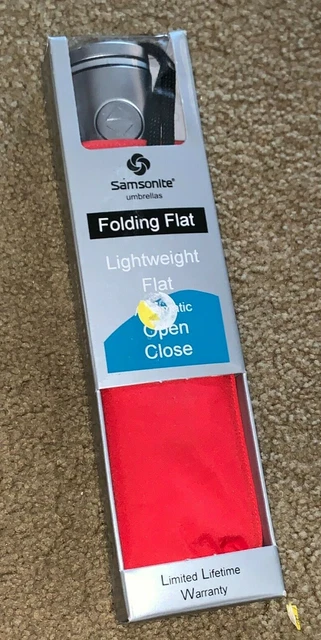 Samsonite®
umbrellas
Folding Flat
Lightweight
Flat
Open
Close
Limited Lifetime
Warranty